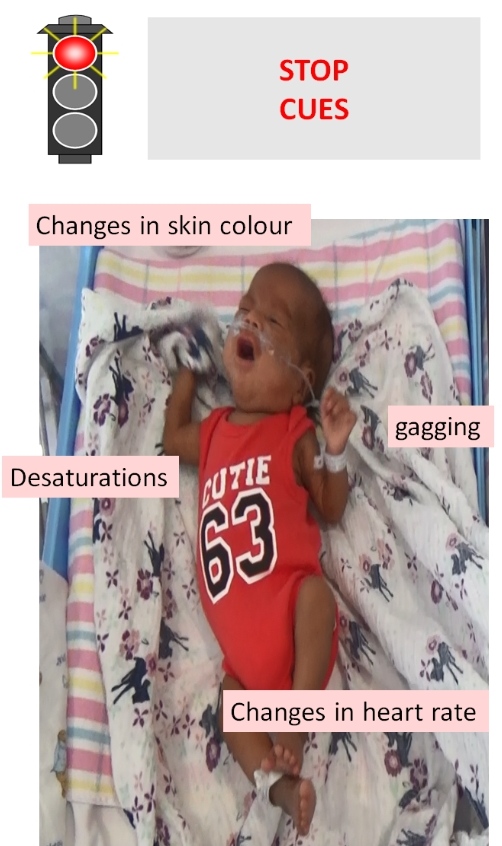 STOP
CUES
Changes in skin colour
gagging
Desaturations
CUTIE
63
Changes in heart rate